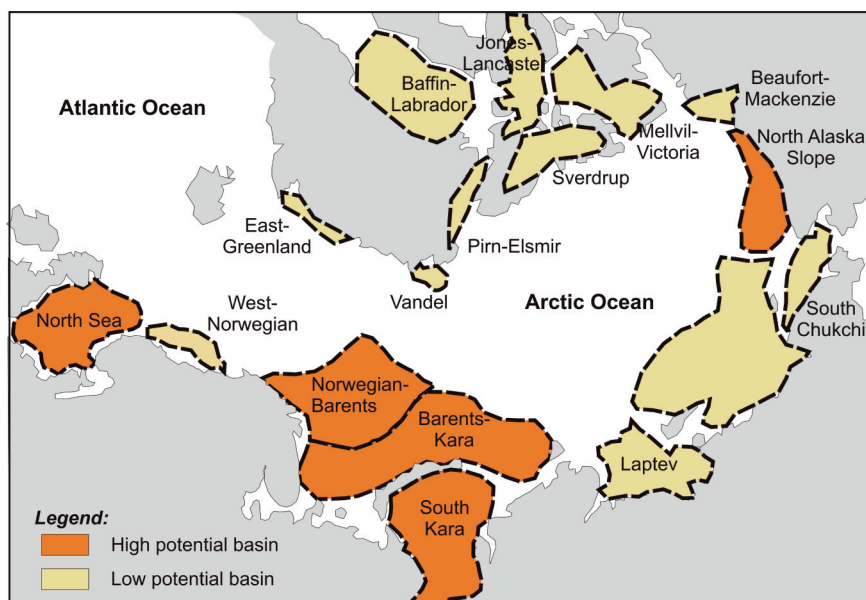 Jones-
Lancaster
Baffin-
Labrador
Atlantic Ocean
Beaufort-
Mackenzie
Mellvil-
Victoria
North Alaska
Slope
Sverdrup
East-
Greenland
Pirn-Elsmir
Vandel
Arctic Ocean
West-
Norwegian
North Sea
South
Chukchi
Norwegian-
Barents
Barents-
Kara
Laptev
South
Kara
Legend:
High potential basin
Low potential basin